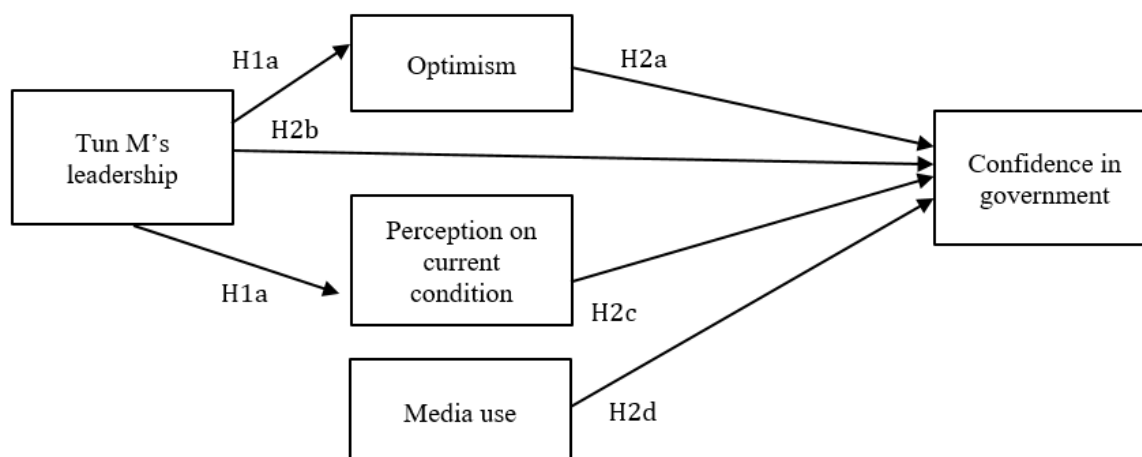 H1a
Optimism
H2a
Tun M’s
leadership
H2b
Confidence in
government
Perception on
current
condition
H1a
H2c
Media use
H2d